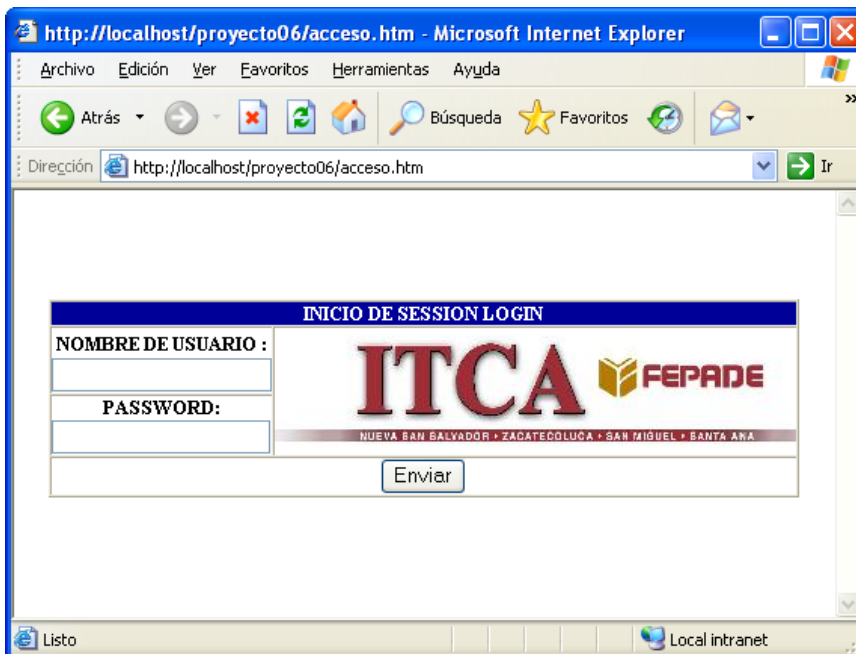 http://localhost/proyecto06/acceso.htm - Microsoft Internet Explorer
Archivo Edición Ver Favoritos Herramientas Ayuda
Atrás Búsqueda Favoritos »
Dirección http://localhost/proyecto06/acceso.htm Ir
INICIO DE SESSION LOGIN
NOMBRE DE USUARIO :
PASSWORD:
ITCA FEPADE
NUEVA SAN SALVADOR • ZACATECOLUCA • SAN MIGUEL • SANTA ANA
Enviar
Listo Local intranet